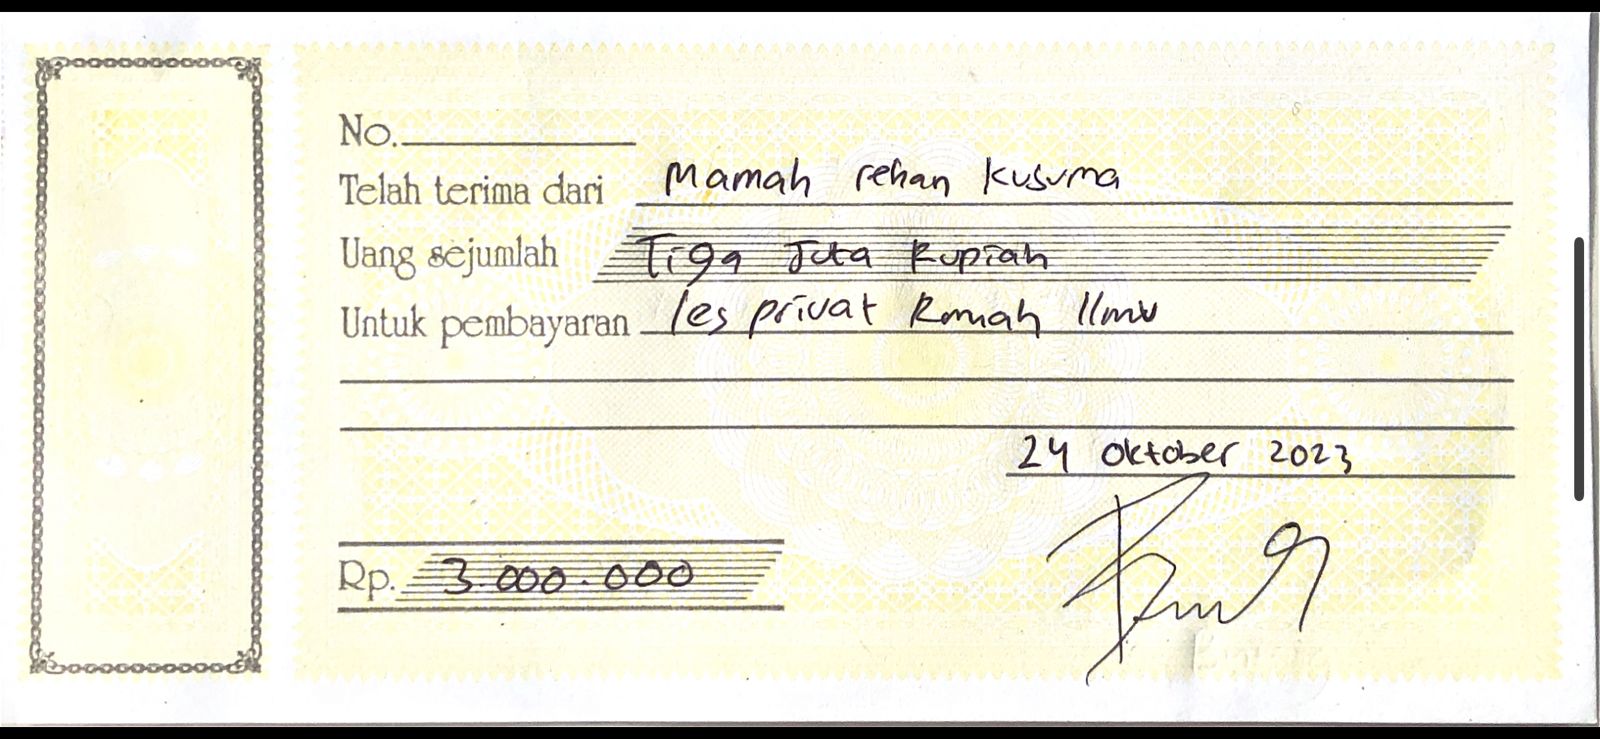 No.
Telah terima dari Mamah rehan kusuma
Uang sejumlah Tiga Juta Rupiah
Untuk pembayaran les privat Rumah Ilmu
24 Oktober 2023
Rp. 3.000.000